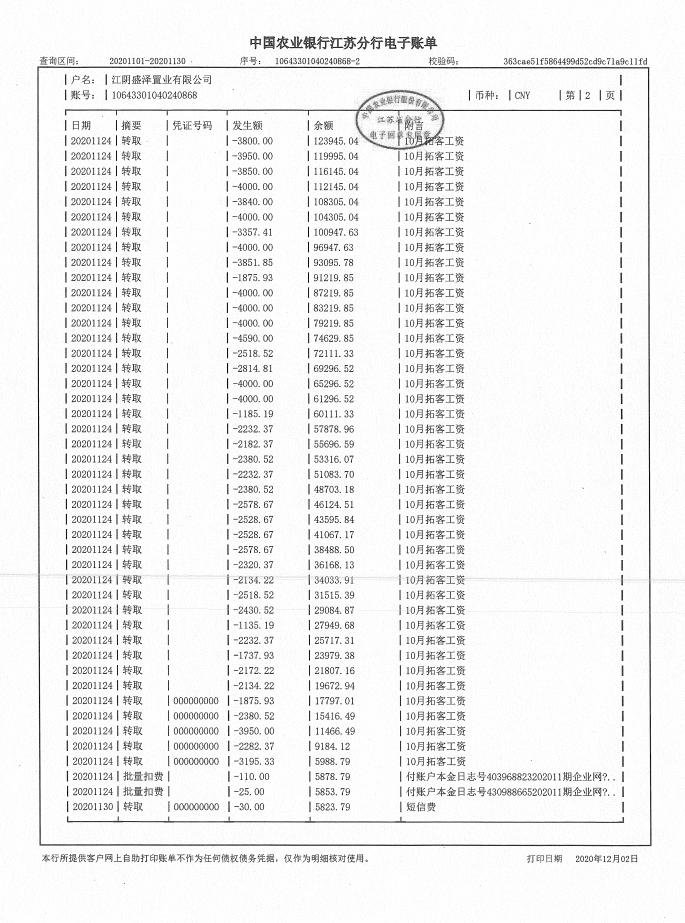 中国农业银行江苏分行电子账单
查询区间: 20201101-20201130 序号: 10643301040240868-2 校验码: 363cae51f5864499d52cd9c71a9c11fd
户名: 江阴盛泽置业有限公司
账号: 10643301040240868 币种: CNY 第 2 页
中国农业银行股份有限公司
江苏省分行
电子回单专用章
日期 摘要 凭证号码 发生额 余额 附言
20201124 转取 -3800.00 123945.04 10月拓客工资
20201124 转取 -3950.00 119995.04 10月拓客工资
20201124 转取 -3850.00 116145.04 10月拓客工资
20201124 转取 -4000.00 112145.04 10月拓客工资
20201124 转取 -3840.00 108305.04 10月拓客工资
20201124 转取 -4000.00 104305.04 10月拓客工资
20201124 转取 -3357.41 100947.63 10月拓客工资
20201124 转取 -4000.00 96947.63 10月拓客工资
20201124 转取 -3851.85 93095.78 10月拓客工资
20201124 转取 -1875.93 91219.85 10月拓客工资
20201124 转取 -4000.00 87219.85 10月拓客工资
20201124 转取 -4000.00 83219.85 10月拓客工资
20201124 转取 -4000.00 79219.85 10月拓客工资
20201124 转取 -4590.00 74629.85 10月拓客工资
20201124 转取 -2518.52 72111.33 10月拓客工资
20201124 转取 -2814.81 69296.52 10月拓客工资
20201124 转取 -4000.00 65296.52 10月拓客工资
20201124 转取 -4000.00 61296.52 10月拓客工资
20201124 转取 -1185.19 60111.33 10月拓客工资
20201124 转取 -2232.37 57878.96 10月拓客工资
20201124 转取 -2182.37 55696.59 10月拓客工资
20201124 转取 -2380.52 53316.07 10月拓客工资
20201124 转取 -2232.37 51083.70 10月拓客工资
20201124 转取 -2380.52 48703.18 10月拓客工资
20201124 转取 -2578.67 46124.51 10月拓客工资
20201124 转取 -2528.67 43595.84 10月拓客工资
20201124 转取 -2528.67 41067.17 10月拓客工资
20201124 转取 -2578.67 38488.50 10月拓客工资
20201124 转取 -2320.37 36168.13 10月拓客工资
20201124 转取 -2134.22 34033.91 10月拓客工资
20201124 转取 -2518.52 31515.39 10月拓客工资
20201124 转取 -2430.52 29084.87 10月拓客工资
20201124 转取 -1135.19 27949.68 10月拓客工资
20201124 转取 -2232.37 25717.31 10月拓客工资
20201124 转取 -1737.93 23979.38 10月拓客工资
20201124 转取 -2172.22 21807.16 10月拓客工资
20201124 转取 -2134.22 19672.94 10月拓客工资
20201124 转取 000000000 -1875.93 17797.01 10月拓客工资
20201124 转取 000000000 -2380.52 15416.49 10月拓客工资
20201124 转取 000000000 -3950.00 11466.49 10月拓客工资
20201124 转取 000000000 -2282.37 9184.12 10月拓客工资
20201124 转取 000000000 -3195.33 5988.79 10月拓客工资
20201124 批量扣费 -110.00 5878.79 付账户本金日志号403968823202011期企业网?..
20201124 批量扣费 -25.00 5853.79 付账户本金日志号430988665202011期企业网?..
20201130 转取 000000000 -30.00 5823.79 短信费
本行所提供客户网上自助打印账单不作为任何债权债务凭据,仅作为明细核对使用。 打印日期 2020年12月02日